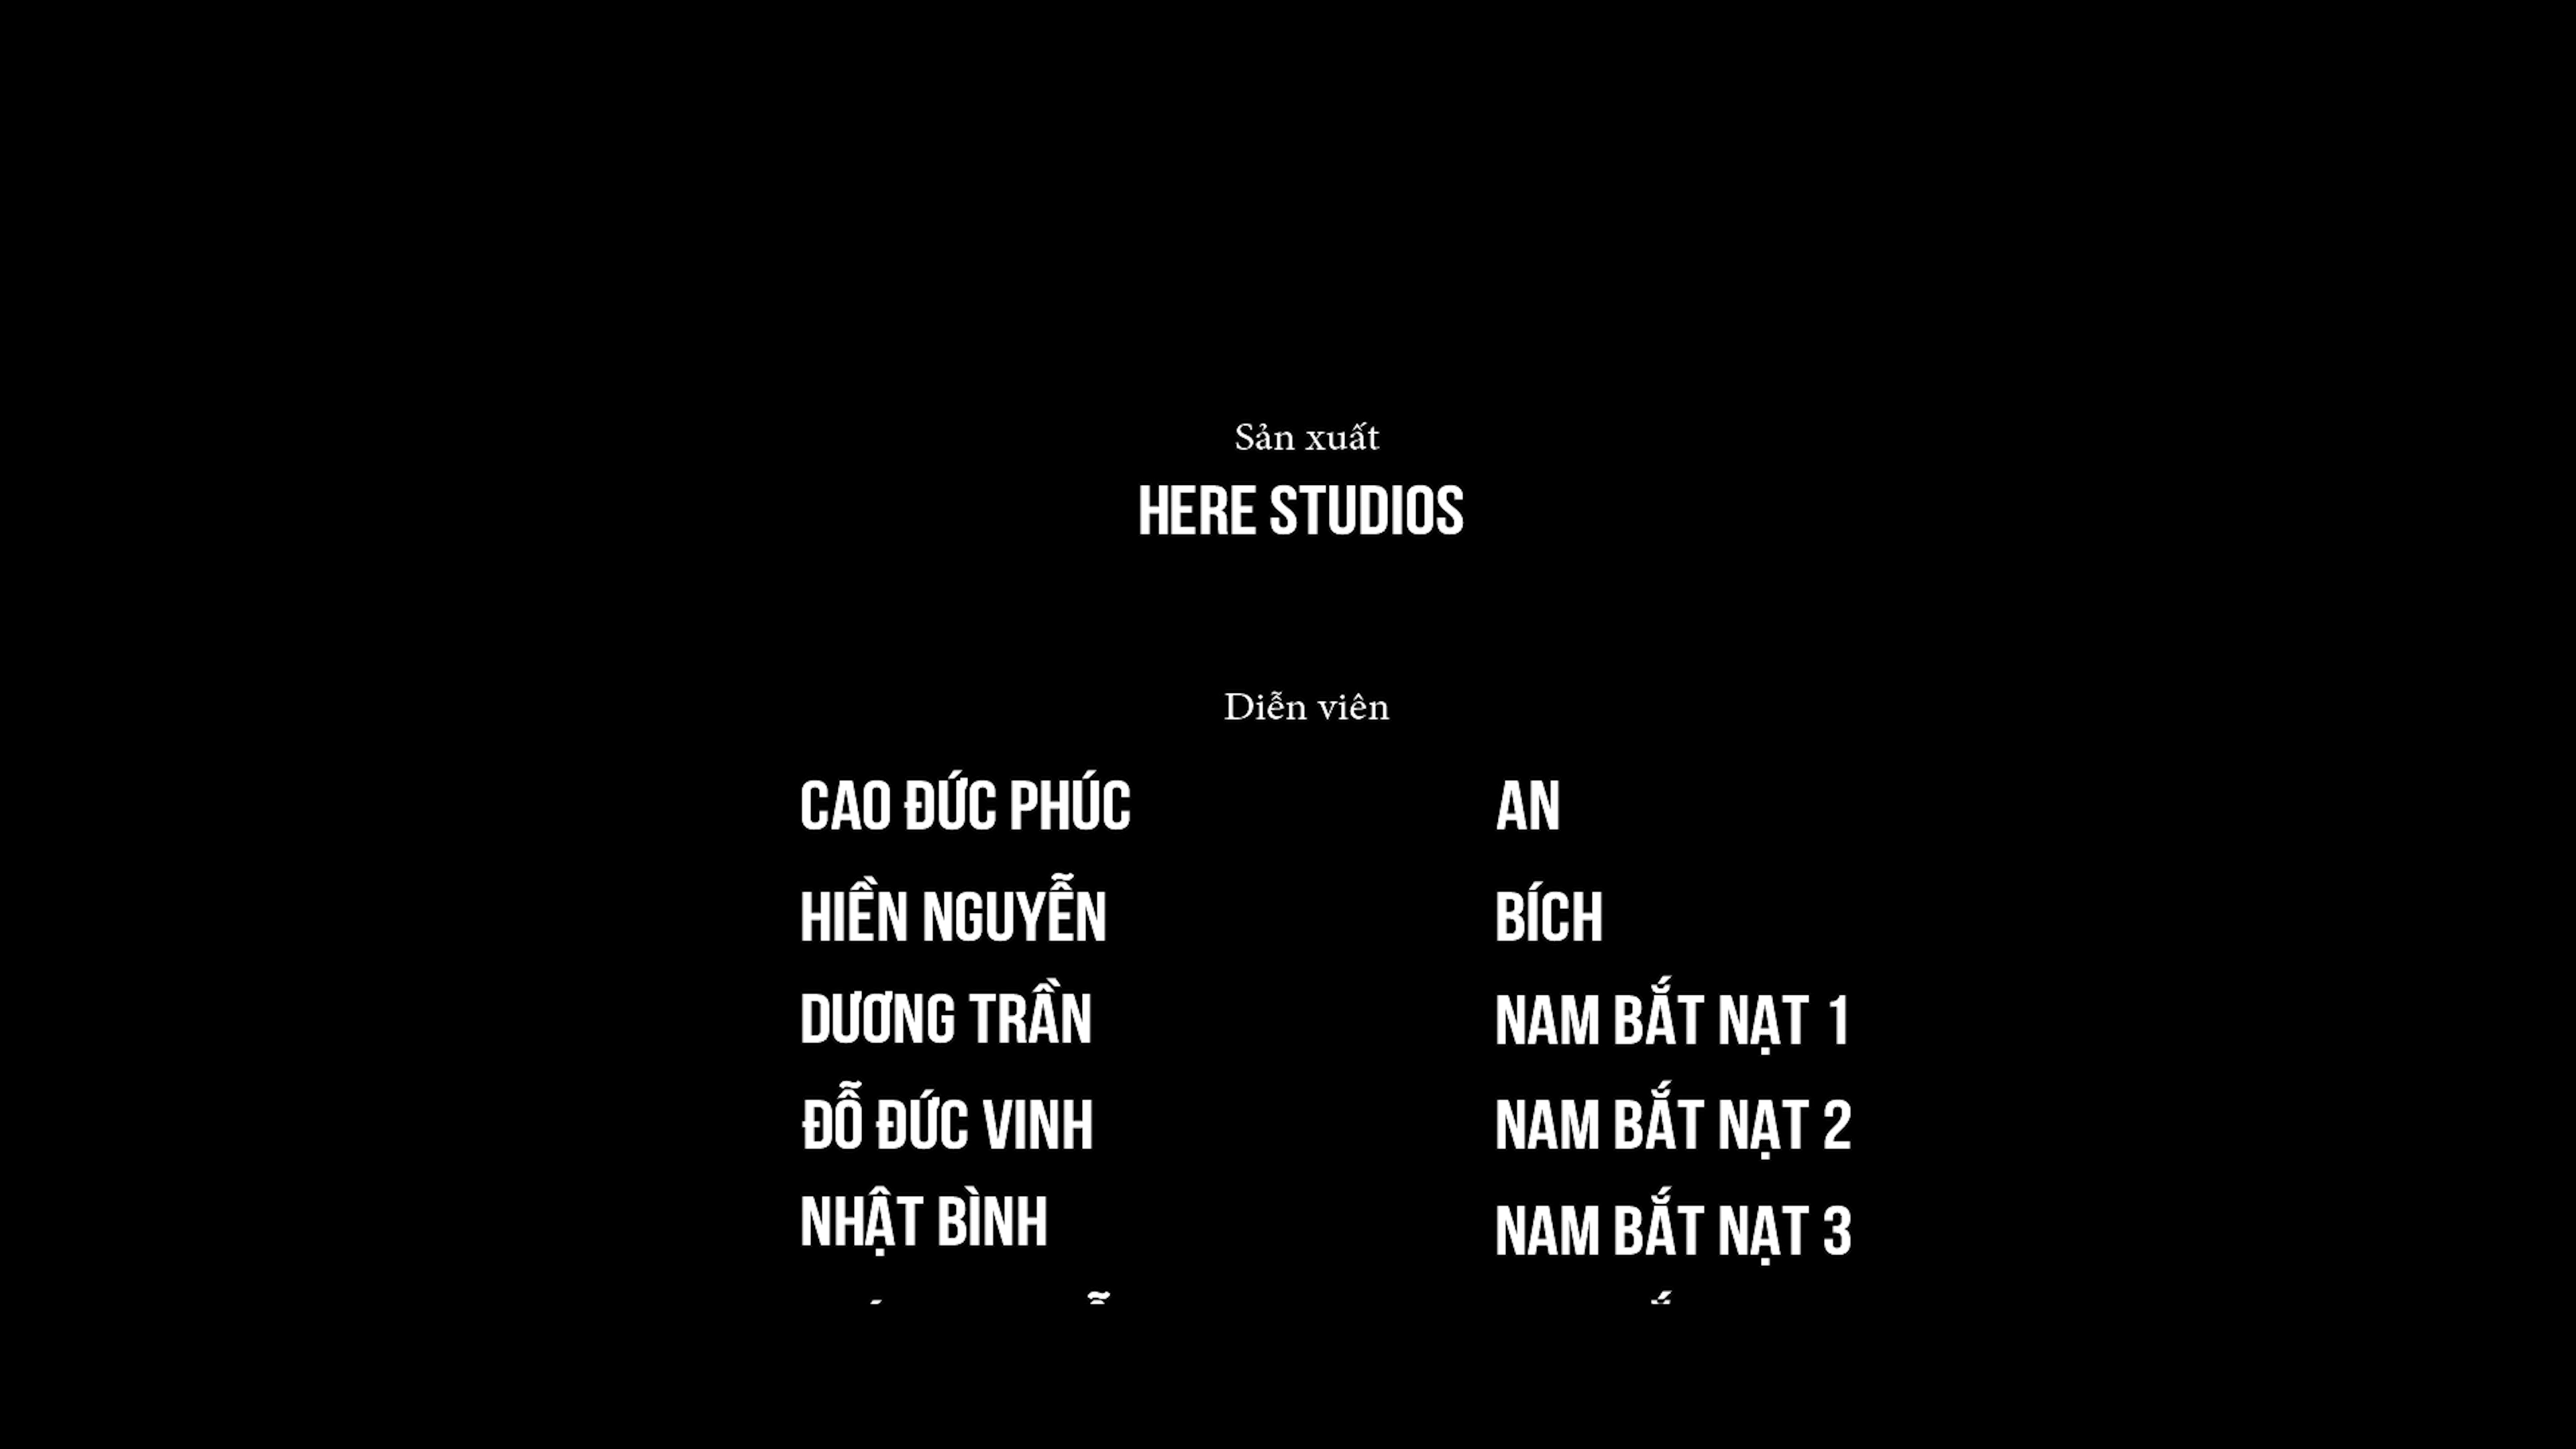 Sản xuất
HERE STUDIOS
Diễn viên
CAO ĐỨC PHÚC AN
HIỀN NGUYỄN BÍCH
DƯƠNG TRẦN NAM BẮT NẠT 1
ĐỖ ĐỨC VINH NAM BẮT NẠT 2
NHẬT BÌNH NAM BẮT NẠT 3